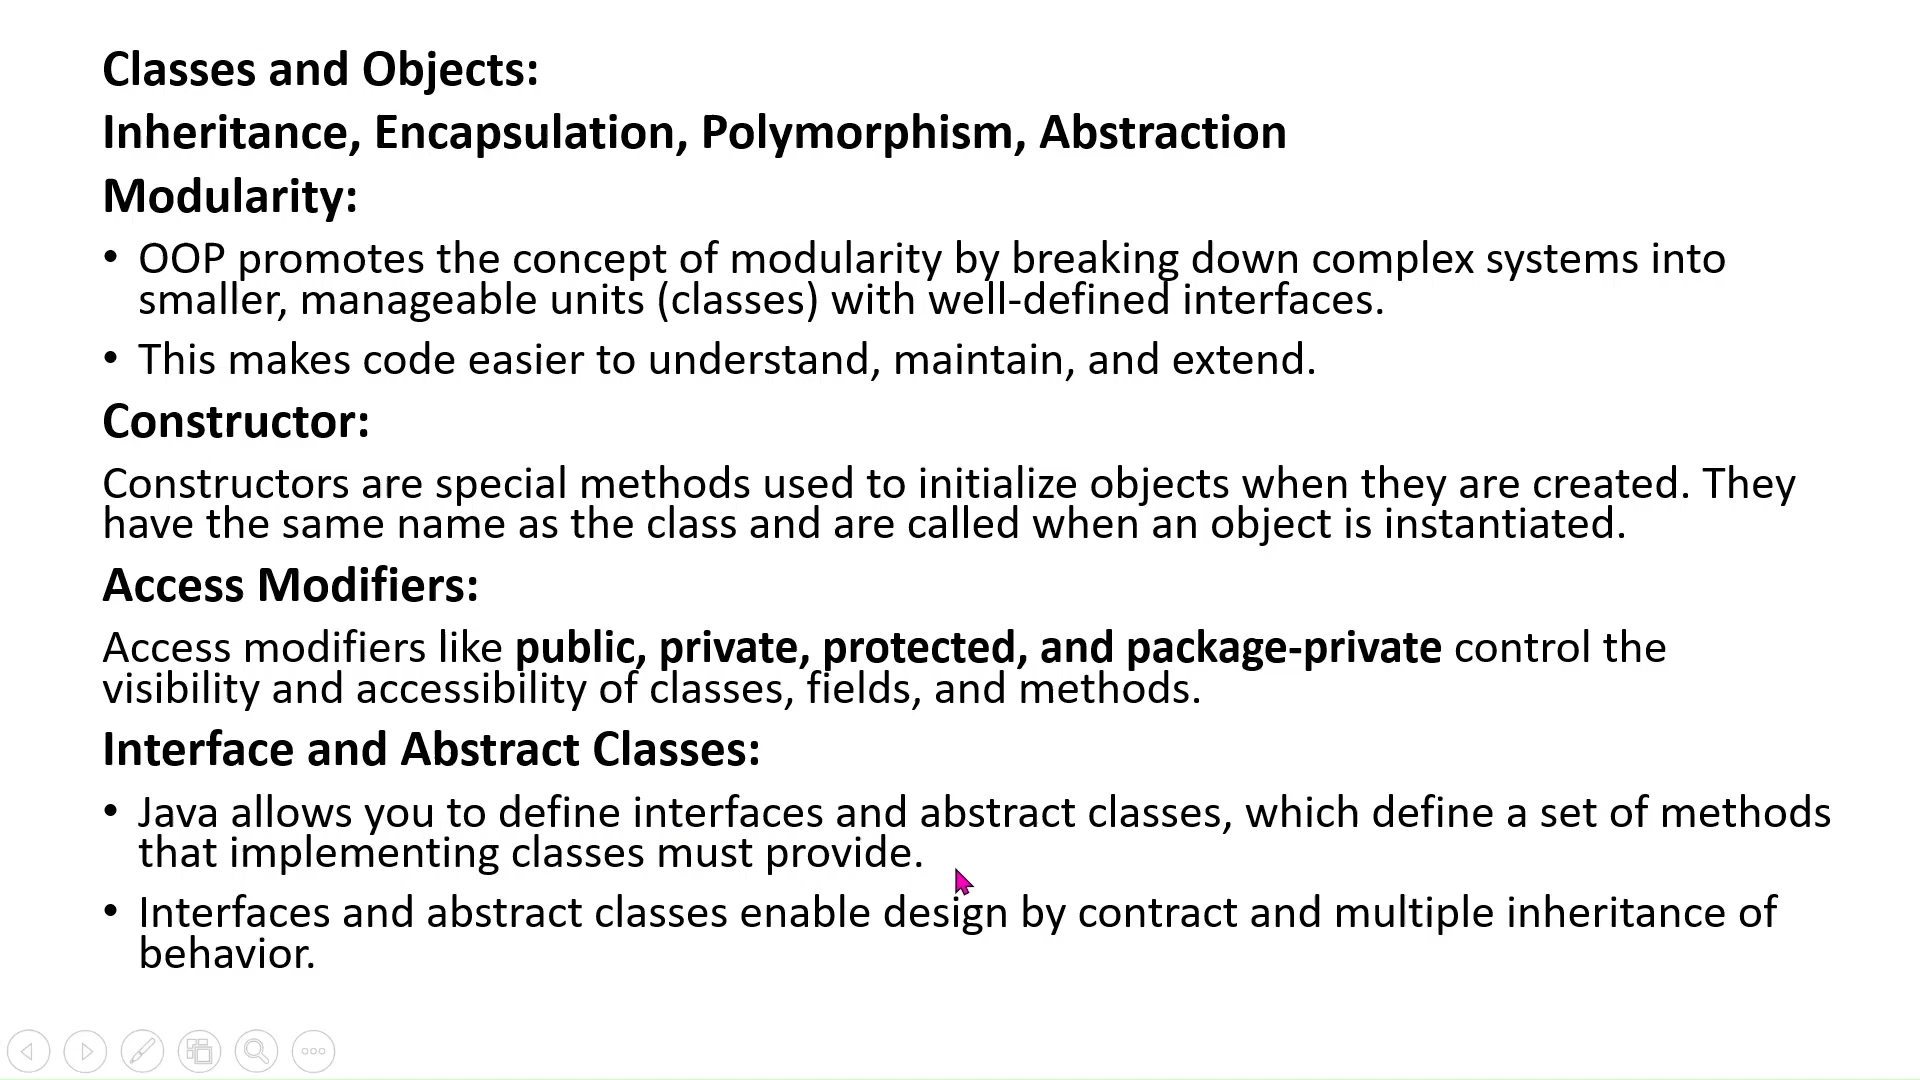 Classes and Objects:
Inheritance, Encapsulation, Polymorphism, Abstraction
Modularity:
• OOP promotes the concept of modularity by breaking down complex systems into
smaller, manageable units (classes) with well-defined interfaces.
• This makes code easier to understand, maintain, and extend.
Constructor:
Constructors are special methods used to initialize objects when they are created. They
have the same name as the class and are called when an object is instantiated.
Access Modifiers:
Access modifiers like public, private, protected, and package-private control the
visibility and accessibility of classes, fields, and methods.
Interface and Abstract Classes:
• Java allows you to define interfaces and abstract classes, which define a set of methods
that implementing classes must provide.
• Interfaces and abstract classes enable design by contract and multiple inheritance of
behavior.